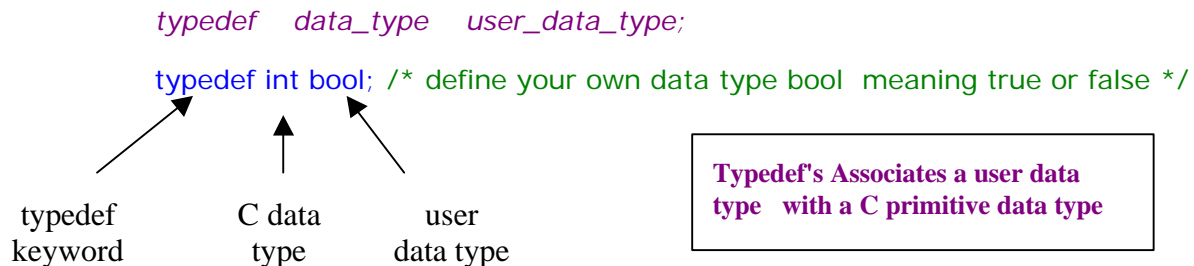 typedef data_type user_data_type;
typedef int bool; /* define your own data type bool meaning true or false */
Typedef's Associates a user data
type with a C primitive data type
typedef
keyword
C data
type
user
data type